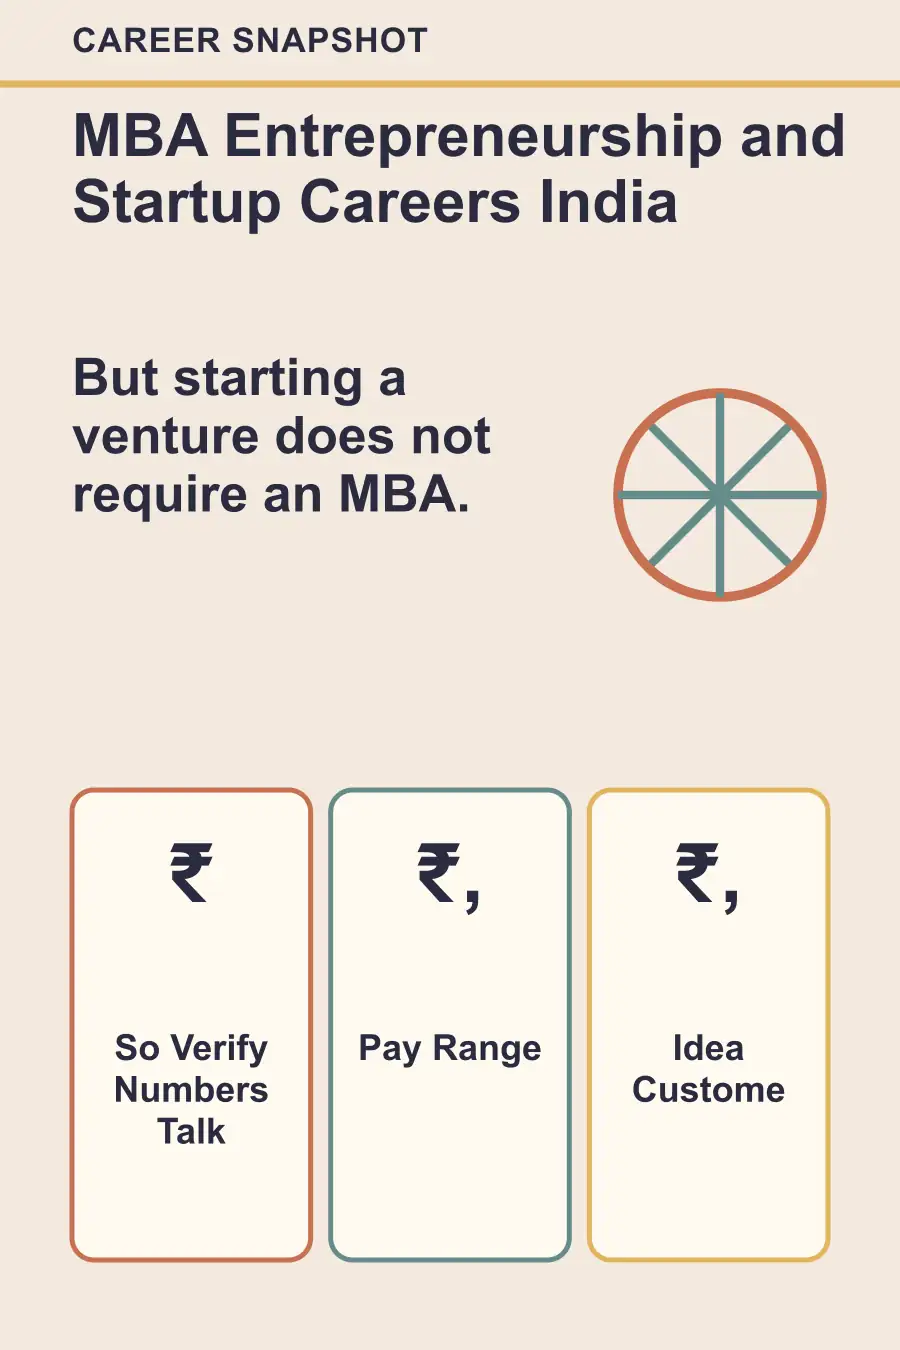 CAREER SNAPSHOT
MBA Entrepreneurship and
Startup Careers India
But starting a
venture does not
require an MBA.
₹
So Verify
Numbers
Talk
₹,
Pay Range
₹,
Idea
Custome